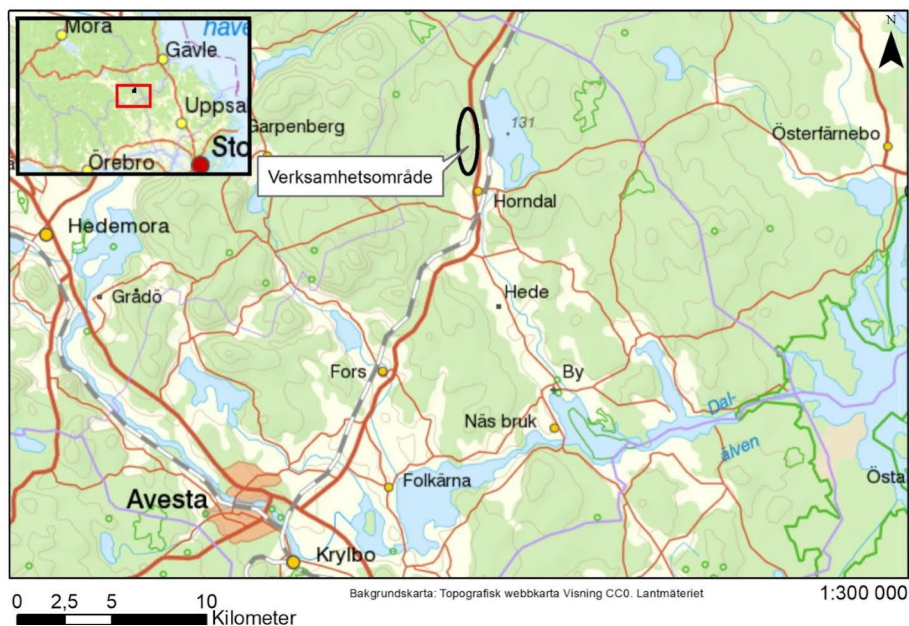 Mora
Gävle
Uppsa
Örebro
Sto
have
N
Garpenberg
131
Österfärnebo
Verksamhetsområde
Horndal
Hedemora
Grådö
Hede
Fors
By
Dal-
älven
Näs bruk
Folkärna
Östa
Avesta
Krylbo
0 2,5 5 10 Kilometer
Bakgrundskarta: Topografisk webbkarta Visning CC0. Lantmäteriet
1:300 000